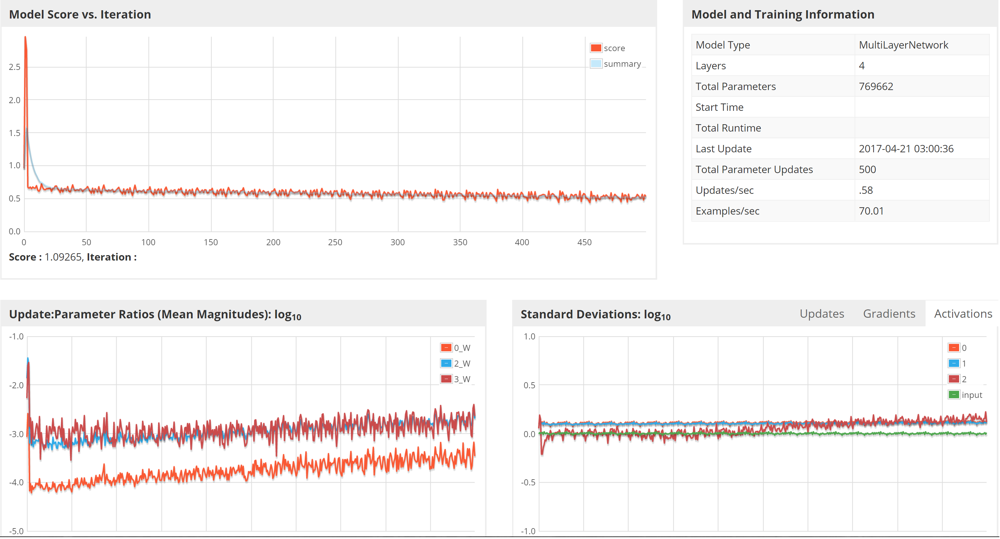 Model Score vs. Iteration
score
summary
2.5
2.0
1.5
1.0
0.5
0.0
0 50 100 150 200 250 300 350 400 450
Score : 1.09265, Iteration :
Model and Training Information
Model Type MultiLayerNetwork
Layers 4
Total Parameters 769662
Start Time
Total Runtime
Last Update 2017-04-21 03:00:36
Total Parameter Updates 500
Updates/sec .58
Examples/sec 70.01
Update:Parameter Ratios (Mean Magnitudes): log10
-1.0
-2.0
-3.0
-4.0
-5.0
0_W
2_W
3_W
Standard Deviations: log10
Updates Gradients Activations
1.0
0.5
0.0
-0.5
-1.0
0
1
2
input